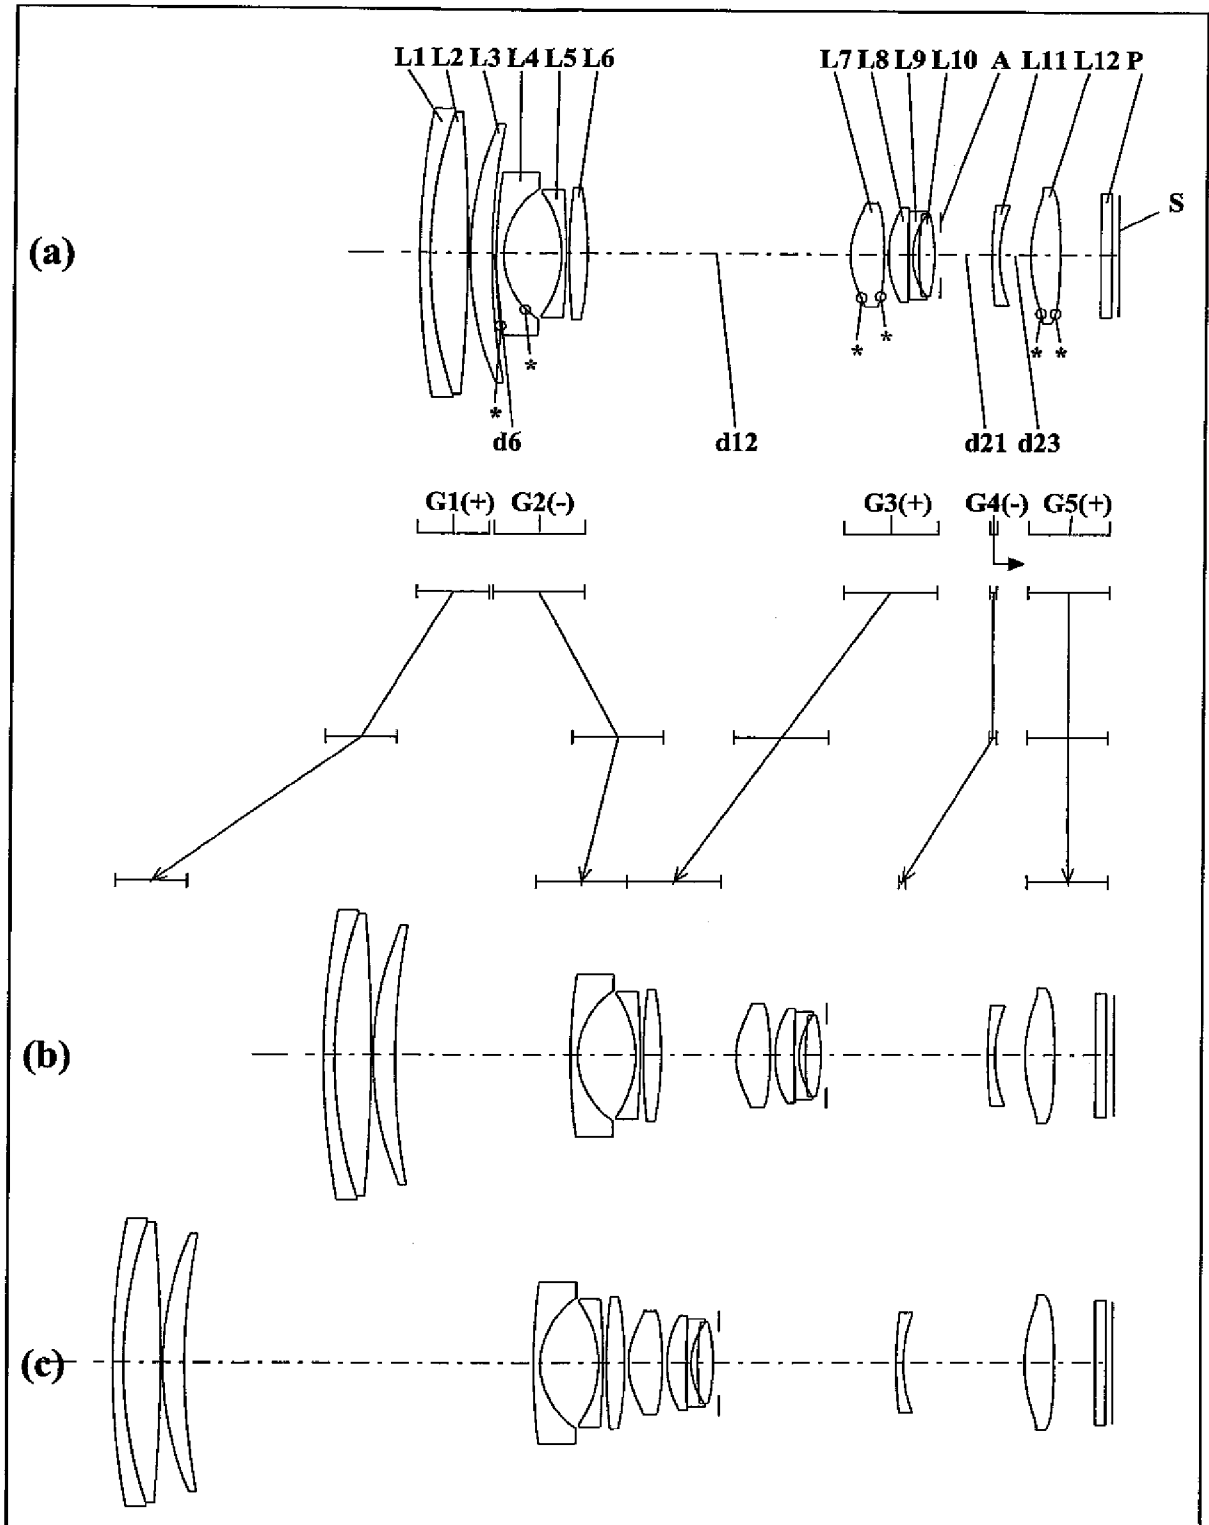 L1 L2 L3 L4 L5 L6 L7 L8 L9 L10 A L11 L12 P
S
(a)
* *
* *
* *
d6 d12 d21 d23
G1(+) G2(-) G3(+) G4(-) G5(+)
(b)
(c)